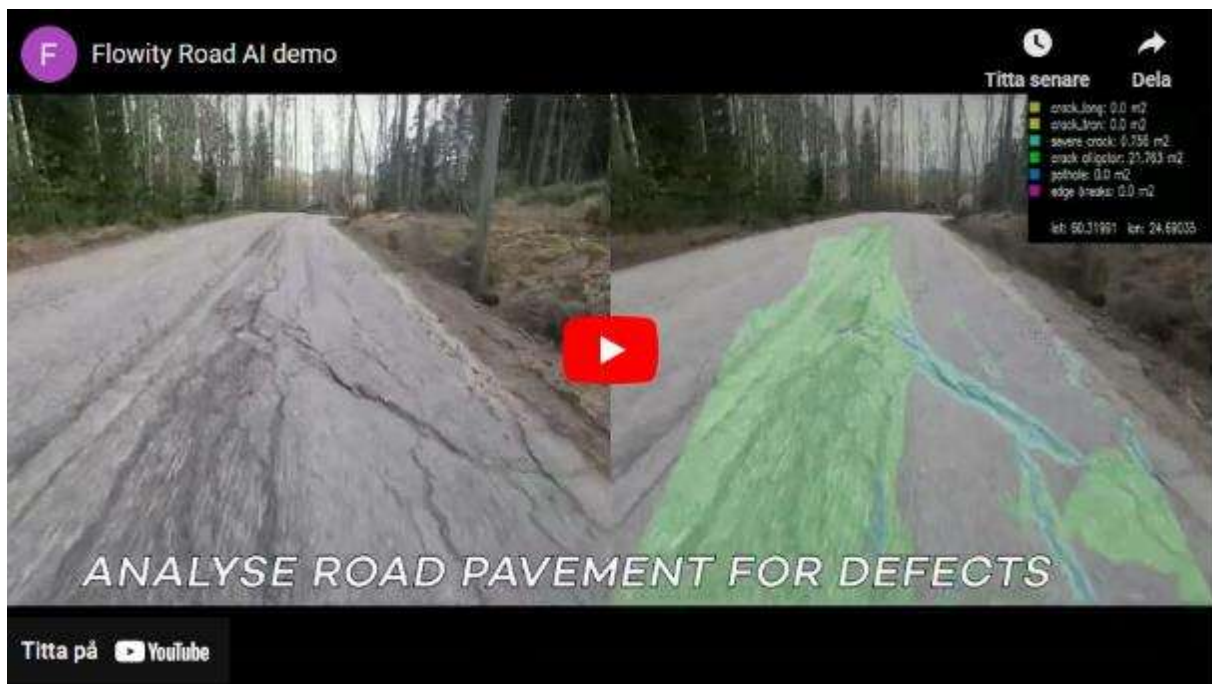 F
Flowity Road AI demo
Titta senare
Dela
crack_long: 0.0 m2
crack_tran: 0.0 m2
severe crack: 0.756 m2
crack aligator: 21.763 m2
pothole: 0.0 m2
edge breaks: 0.0 m2
lat: 60.31991 lon: 24.69035
ANALYSE ROAD PAVEMENT FOR DEFECTS
Titta på YouTube